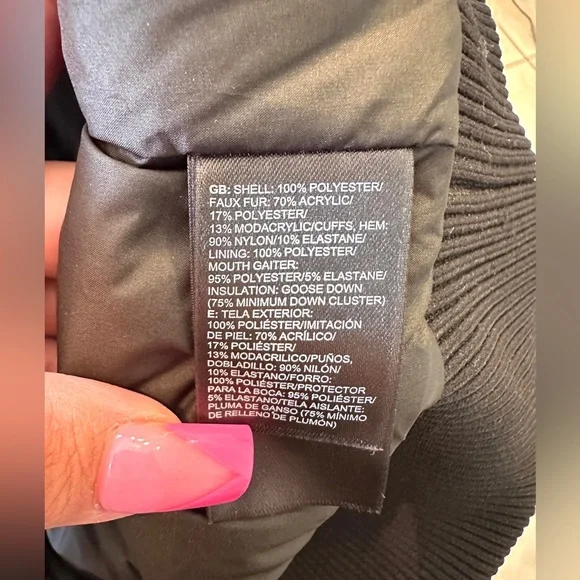 GB: SHELL: 100% POLYESTER/
FAUX FUR: 70% ACRYLIC/
17% POLYESTER/
13% MODACRYLIC/CUFFS, HEM:
90% NYLON/10% ELASTANE/
LINING: 100% POLYESTER/
MOUTH GAITER:
95% POLYESTER/5% ELASTANE/
INSULATION: GOOSE DOWN
(75% MINIMUM DOWN CLUSTER)
E: TELA EXTERIOR:
100% POLIÉSTER/IMITACIÓN
DE PIEL: 70% ACRÍLICO/
17% POLIÉSTER/
13% MODACRILICO/PUÑOS,
DOBLADILLO: 90% NILÓN/
10% ELASTANO/FORRO:
100% POLIÉSTER/PROTECTOR
PARA LA BOCA: 95% POLIÉSTER/
5% ELASTANO/TELA AISLANTE:
PLUMA DE GANSO (75% MÍNIMO
DE RELLENO DE PLUMÓN)